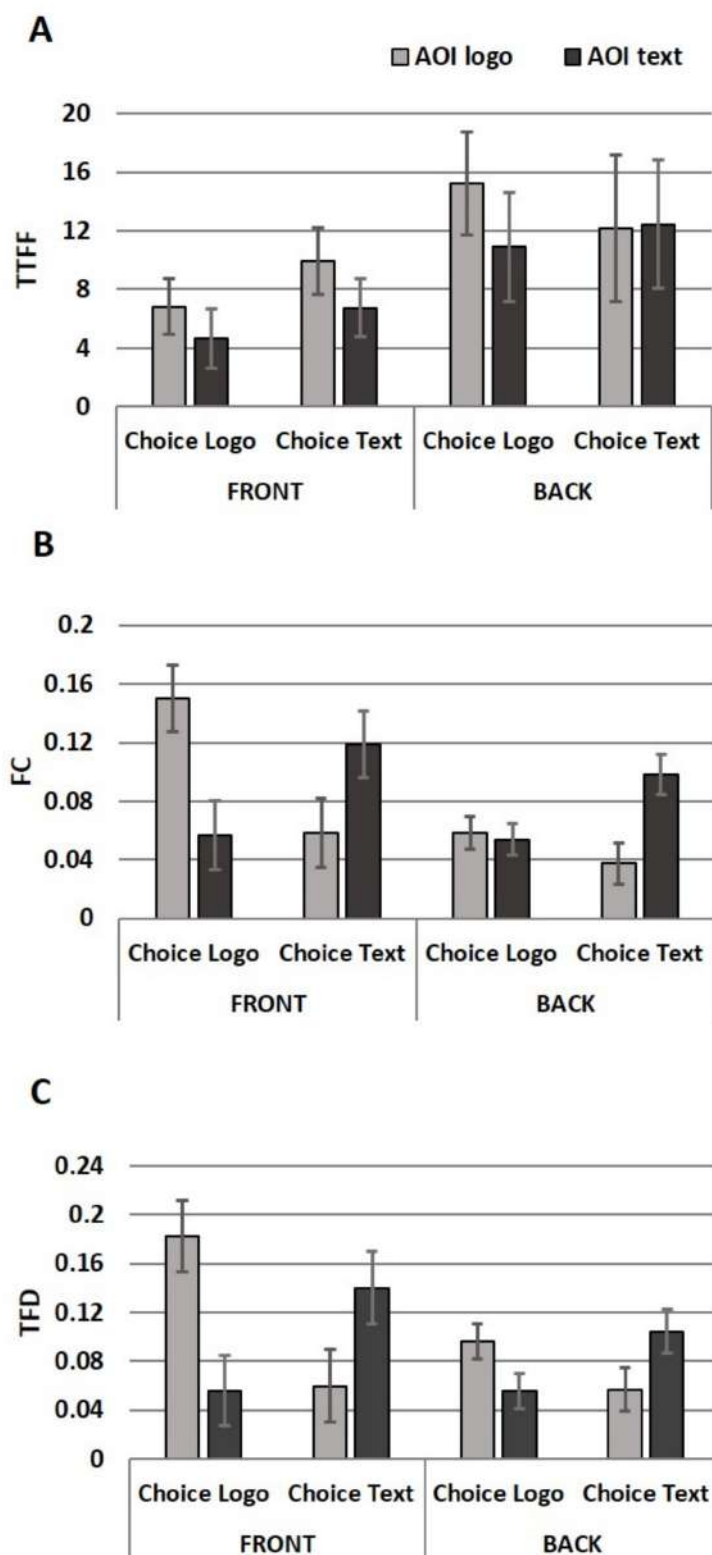 A
AOI logo AOI text
20
16
12
8
4
0
TTFF
Choice Logo Choice Text Choice Logo Choice Text
FRONT BACK
B
0.2
0.16
0.12
0.08
0.04
0
FC
Choice Logo Choice Text Choice Logo Choice Text
FRONT BACK
C
0.24
0.2
0.16
0.12
0.08
0.04
0
TFD
Choice Logo Choice Text Choice Logo Choice Text
FRONT BACK